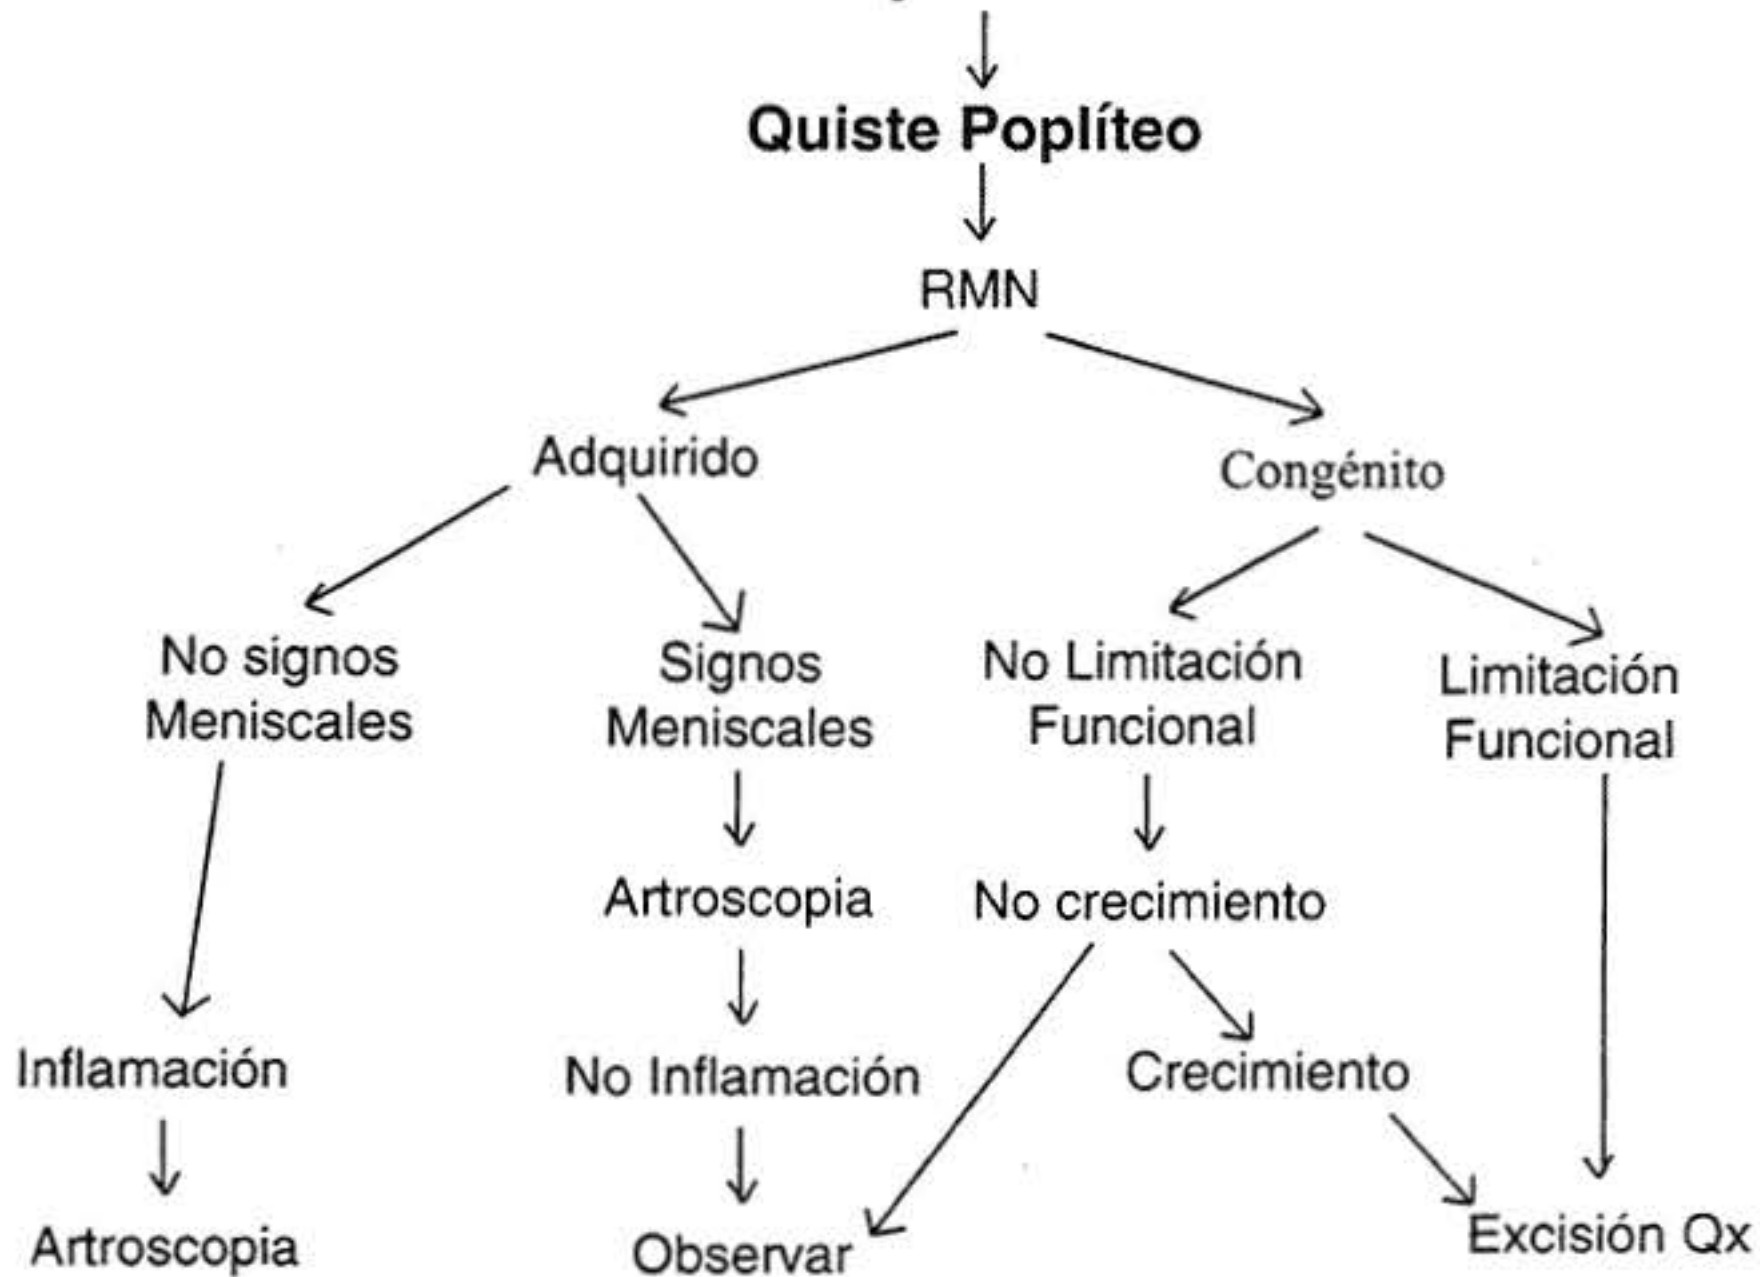 Quiste Poplíteo
RMN
Adquirido
Congénito
No signos
Meniscales
Signos
Meniscales
No Limitación
Funcional
Limitación
Funcional
Artroscopia
No crecimiento
Inflamación
No Inflamación
Crecimiento
Artroscopia
Observar
Excisión Qx